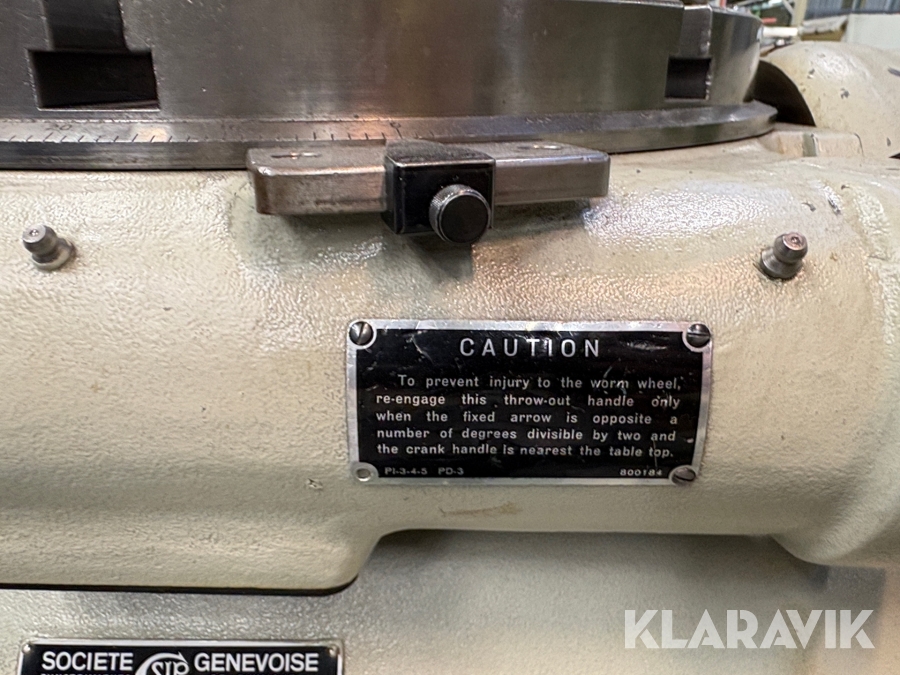 CAUTION
To prevent injury to the worm wheel,
re-engage this throw-out handle only
when the fixed arrow is opposite a
number of degrees divisible by two and
the crank handle is nearest the table top.
PI-3-4-5 PD-3 800184
KLARAVIK
SOCIETE SIP GENEVOISE